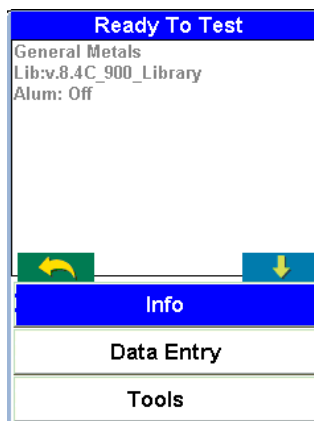 Ready To Test
General Metals
Lib:v.8.4C_900_Library
Alum: Off
Info
Data Entry
Tools